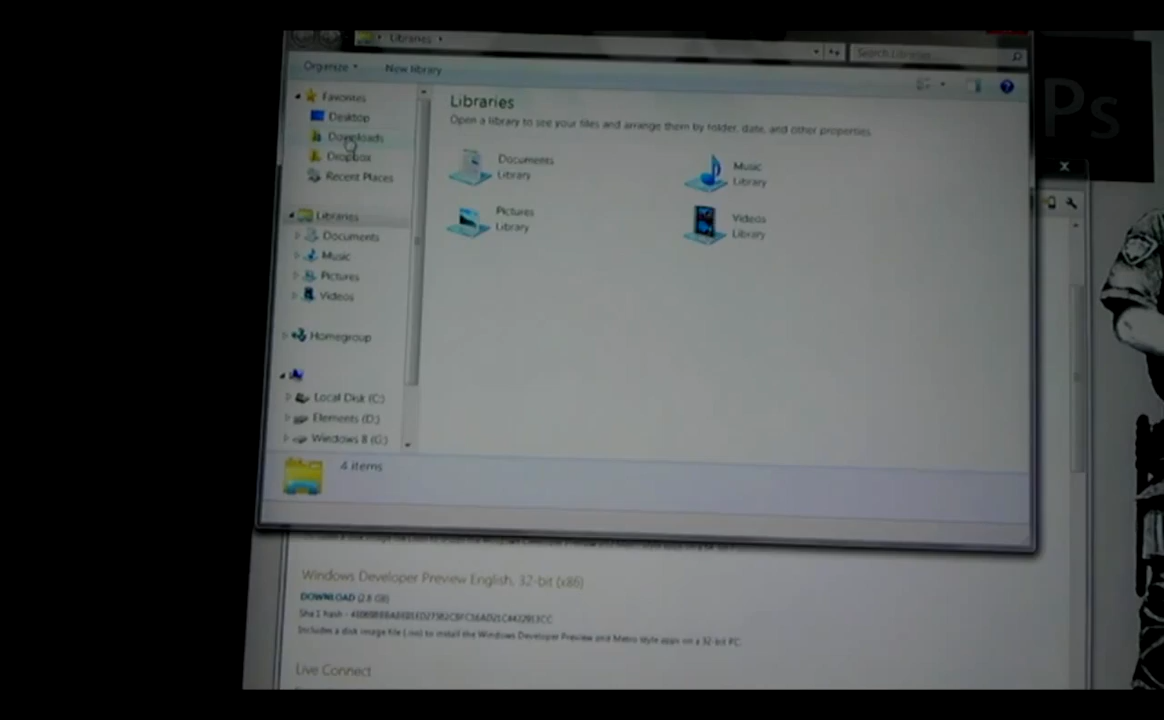 Libraries
Search Libraries
Organize
New library
Favorites
Desktop
Downloads
Dropbox
Recent Places
Libraries
Documents
Music
Pictures
Videos
Homegroup
Local Disk (C:)
Elements (D:)
Windows 8 (G:)
Libraries
Open a library to see your files and arrange them by folder, date, and other properties.
Documents
Library
Music
Library
Pictures
Library
Videos
Library
4 items
Ps
x
Windows Developer Preview English, 32-bit (x86)
DOWNLOAD (2.8 GB)
Sha 1 hash -
Includes a disk image file (.iso) to install the Windows Developer Preview and Metro style apps on a 32-bit PC.
Live Connect